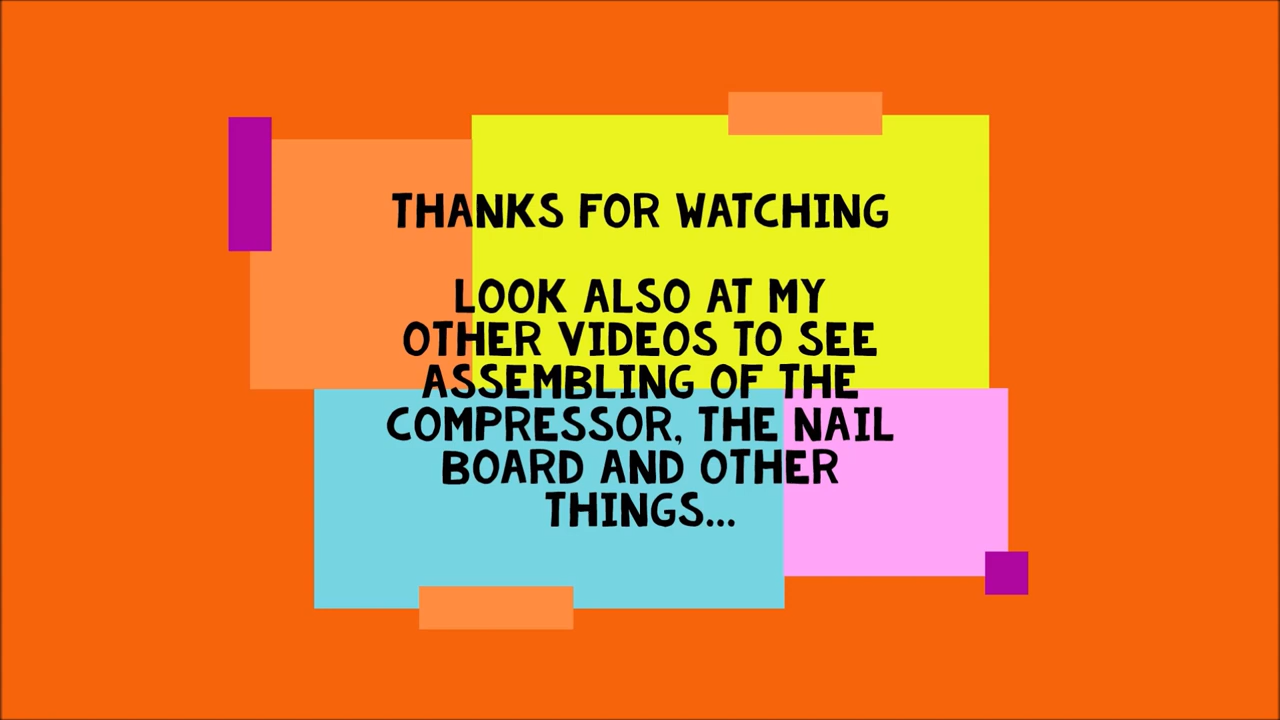 THANKS FOR WATCHING
LOOK ALSO AT MY
OTHER VIDEOS TO SEE
ASSEMBLING OF THE
COMPRESSOR, THE NAIL
BOARD AND OTHER
THINGS...